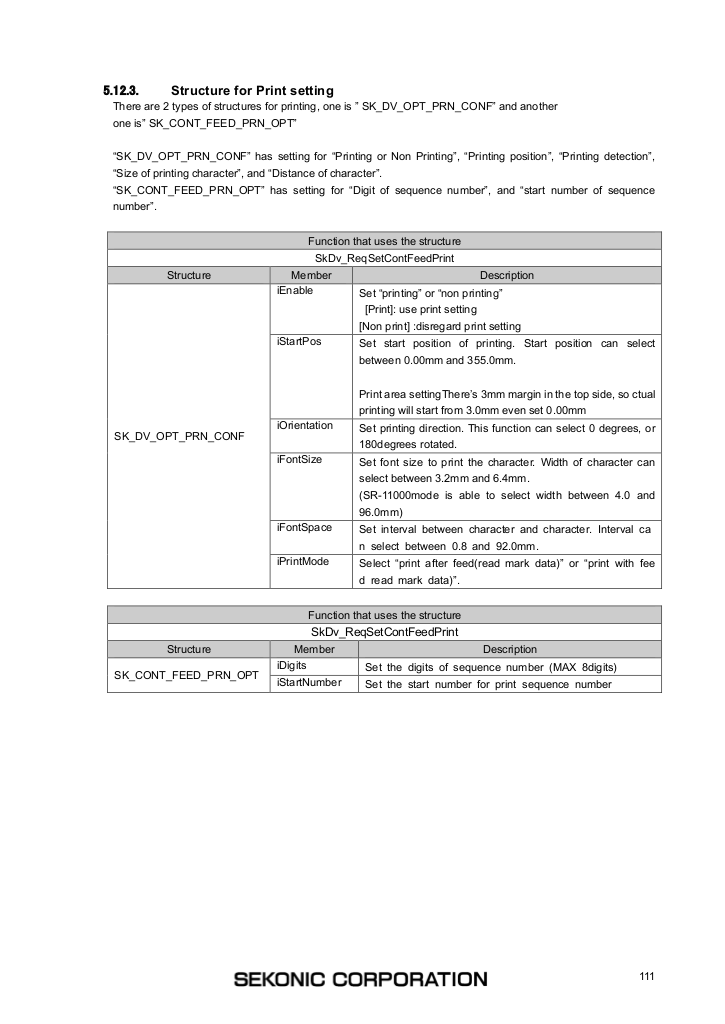 5.12.3. Structure for Print setting
There are 2 types of structures for printing, one is ” SK_DV_OPT_PRN_CONF” and another
one is” SK_CONT_FEED_PRN_OPT”
“SK_DV_OPT_PRN_CONF” has setting for “Printing or Non Printing”, “Printing position”, “Printing detection”,
“Size of printing character”, and “Distance of character”.
“SK_CONT_FEED_PRN_OPT” has setting for “Digit of sequence number”, and “start number of sequence
number”.
Function that uses the structure
SkDv_ReqSetContFeedPrint
Structure Member Description
SK_DV_OPT_PRN_CONF
iEnable
Set “printing” or “non printing”
[Print]: use print setting
[Non print] :disregard print setting
iStartPos
Set start position of printing. Start position can select
between 0.00mm and 355.0mm.
Print area settingThere’s 3mm margin in the top side, so ctual
printing will start from 3.0mm even set 0.00mm
iOrientation
Set printing direction. This function can select 0 degrees, or
180degrees rotated.
iFontSize
Set font size to print the character. Width of character can
select between 3.2mm and 6.4mm.
(SR-11000mode is able to select width between 4.0 and
96.0mm)
iFontSpace
Set interval between character and character. Interval ca
n select between 0.8 and 92.0mm.
iPrintMode
Select “print after feed(read mark data)” or “print with fee
d read mark data)”.
Function that uses the structure
SkDv_ReqSetContFeedPrint
Structure Member Description
SK_CONT_FEED_PRN_OPT
iDigits
Set the digits of sequence number (MAX 8digits)
iStartNumber
Set the start number for print sequence number
SEKONIC CORPORATION
111